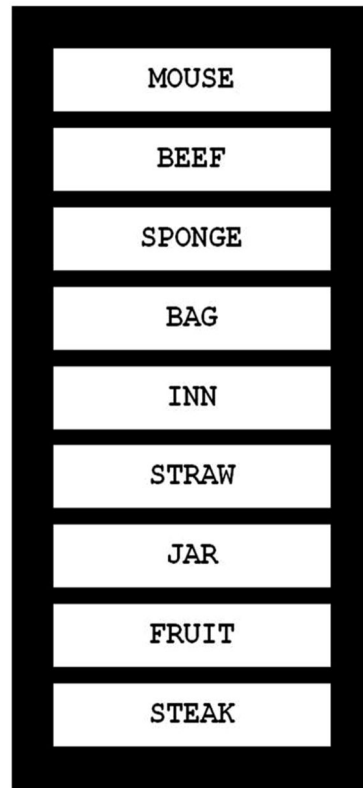 MOUSE
BEEF
SPONGE
BAG
INN
STRAW
JAR
FRUIT
STEAK